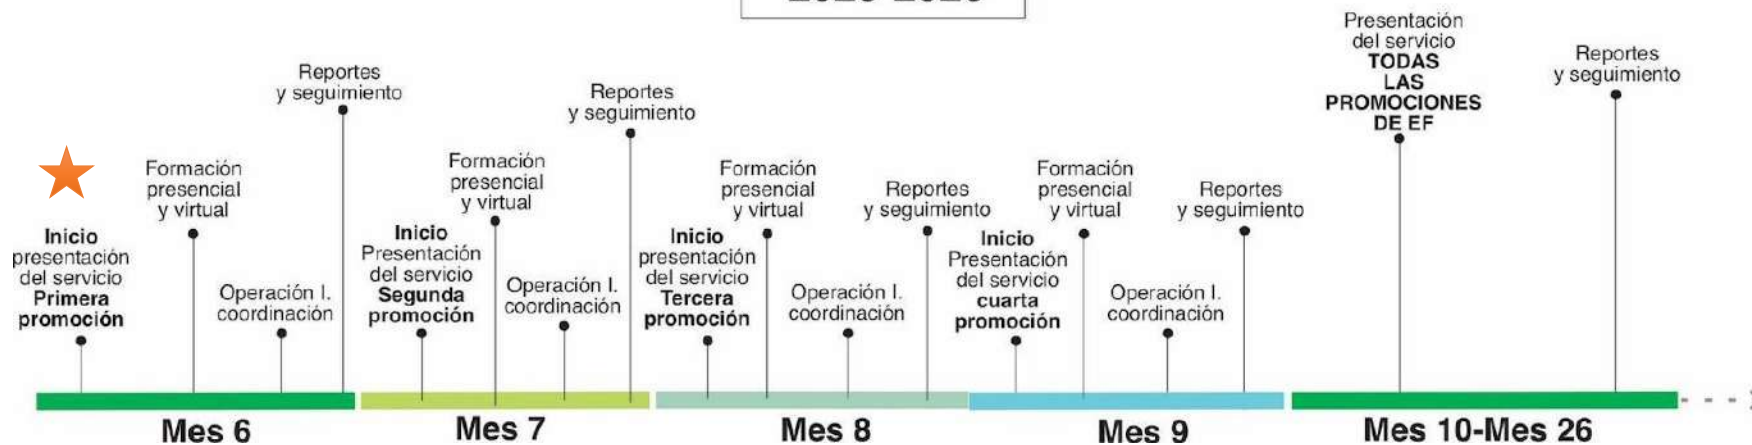 Inicio
presentación
del servicio
Primera
promoción
Formación
presencial
y virtual
Operación I.
coordinación
Reportes
y seguimiento
Mes 6
Inicio
Presentación
del servicio
Segunda
promoción
Formación
presencial
y virtual
Operación I.
coordinación
Reportes
y seguimiento
Mes 7
Inicio
presentación
del servicio
Tercera
promoción
Formación
presencial
y virtual
Operación I.
coordinación
Reportes
y seguimiento
Mes 8
Inicio
Presentación
del servicio
cuarta
promoción
Formación
presencial
y virtual
Operación I.
coordinación
Reportes
y seguimiento
Mes 9
Presentación
del servicio
TODAS
LAS
PROMOCIONES
DE EF
Reportes
y seguimiento
Mes 10-Mes 26